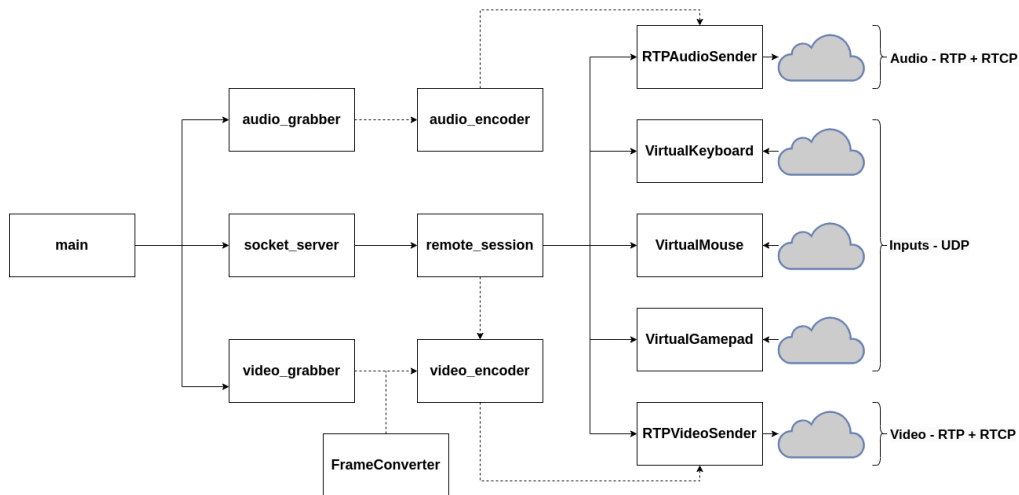 RTPAudioSender
Audio - RTP + RTCP
audio_grabber
audio_encoder
VirtualKeyboard
main
socket_server
remote_session
VirtualMouse
Inputs - UDP
VirtualGamepad
video_grabber
video_encoder
RTPVideoSender
Video - RTP + RTCP
FrameConverter